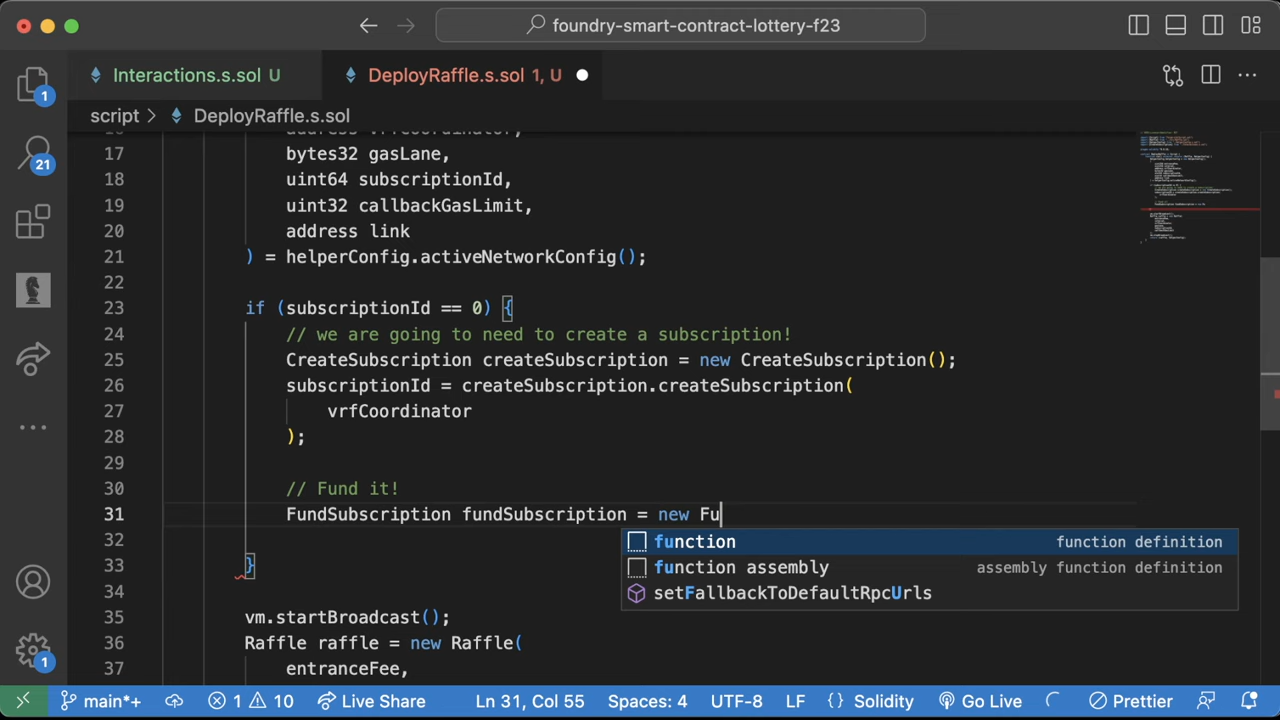 foundry-smart-contract-lottery-f23
Interactions.s.sol U
DeployRaffle.s.sol 1, U
script > DeployRaffle.s.sol
17 bytes32 gasLane,
18 uint64 subscriptionId,
19 uint32 callbackGasLimit,
20 address link
21 ) = helperConfig.activeNetworkConfig();
22
23 if (subscriptionId == 0) {
24 // we are going to need to create a subscription!
25 CreateSubscription createSubscription = new CreateSubscription();
26 subscriptionId = createSubscription.createSubscription(
27 vrfCoordinator
28 );
29
30 // Fund it!
31 FundSubscription fundSubscription = new Fu
32
33 }
34
35 vm.startBroadcast();
36 Raffle raffle = new Raffle(
37 entranceFee,
function function definition
function assembly assembly function definition
setFallbackToDefaultRpcUrls
1
21
1
main*+ 1 10 Live Share Ln 31, Col 55 Spaces: 4 UTF-8 LF {} Solidity Go Live Prettier